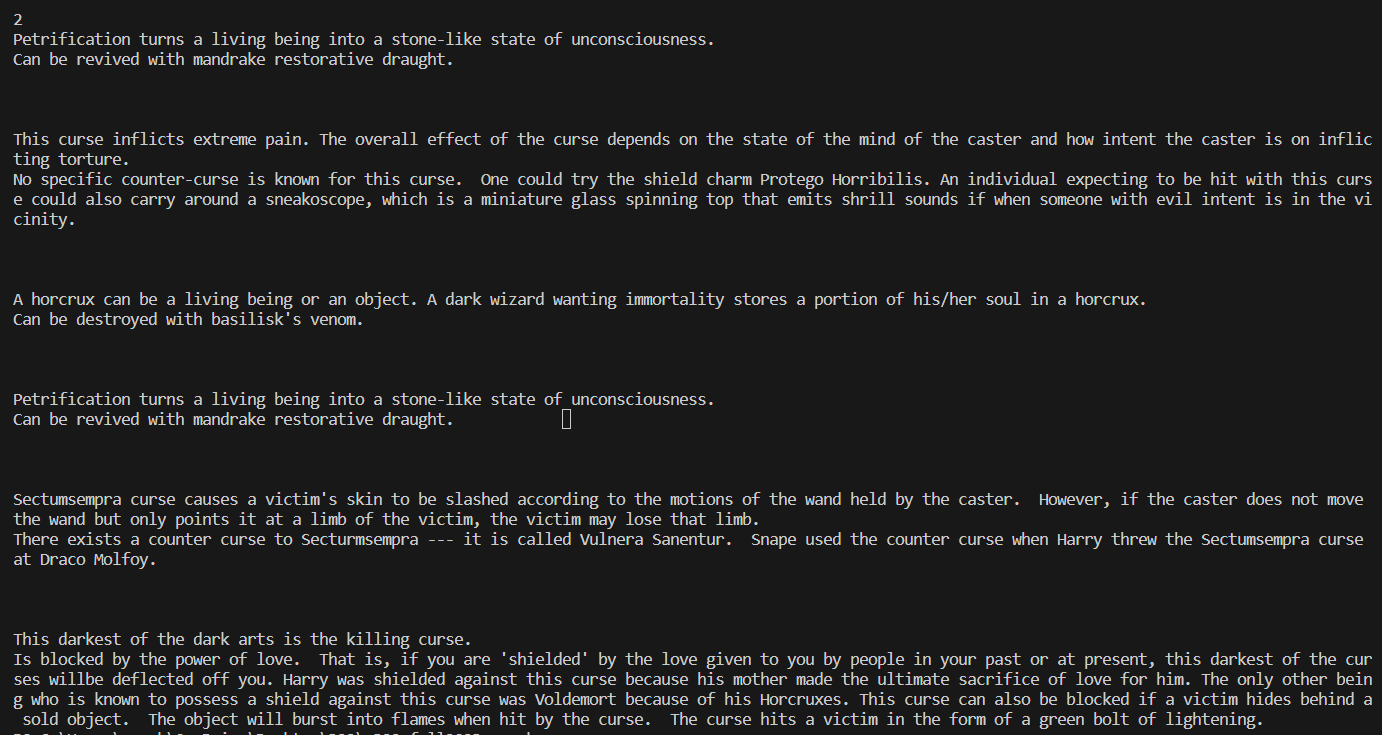 2
Petrification turns a living being into a stone-like state of unconsciousness.
Can be revived with mandrake restorative draught.
This curse inflicts extreme pain. The overall effect of the curse depends on the state of the mind of the caster and how intent the caster is on inflic
ting torture.
No specific counter-curse is known for this curse.  One could try the shield charm Protego Horribilis. An individual expecting to be hit with this curs
e could also carry around a sneakoscope, which is a miniature glass spinning top that emits shrill sounds if when someone with evil intent is in the vi
cinity.
A horcrux can be a living being or an object. A dark wizard wanting immortality stores a portion of his/her soul in a horcrux.
Can be destroyed with basilisk's venom.
Petrification turns a living being into a stone-like state of unconsciousness.
Can be revived with mandrake restorative draught.
Sectumsempra curse causes a victim's skin to be slashed according to the motions of the wand held by the caster.  However, if the caster does not move
the wand but only points it at a limb of the victim, the victim may lose that limb.
There exists a counter curse to Secturmsempra --- it is called Vulnera Sanentur.  Snape used the counter curse when Harry threw the Sectumsempra curse
at Draco Molfoy.
This darkest of the dark arts is the killing curse.
Is blocked by the power of love.  That is, if you are 'shielded' by the love given to you by people in your past or at present, this darkest of the cur
ses willbe deflected off you. Harry was shielded against this curse because his mother made the ultimate sacrifice of love for him. The only other bein
g who is known to possess a shield against this curse was Voldemort because of his Horcruxes. This curse can also be blocked if a victim hides behind a
 sold object.  The object will burst into flames when hit by the curse.  The curse hits a victim in the form of a green bolt of lightening.